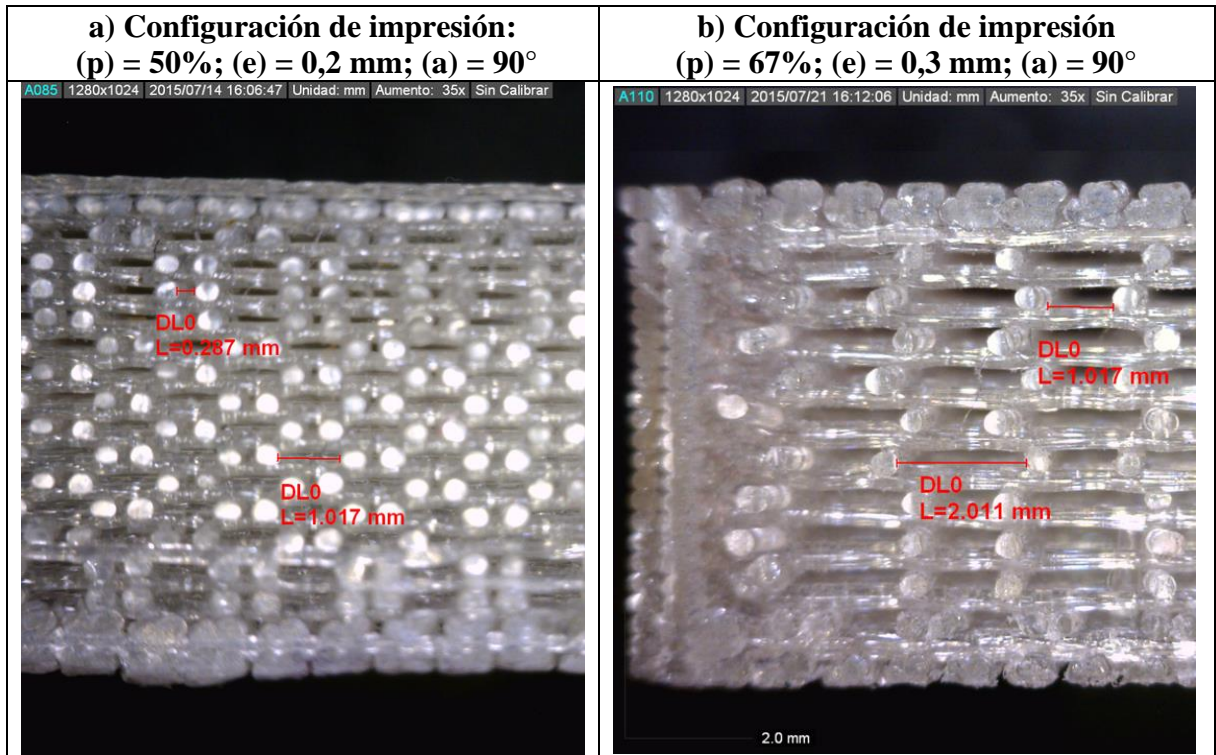 a) Configuración de impresión:
(p) = 50%; (e) = 0,2 mm; (a) = 90°
b) Configuración de impresión
(p) = 67%; (e) = 0,3 mm; (a) = 90°
A085 1280x1024 2015/07/14 16:06:47 Unidad: mm Aumento: 35x Sin Calibrar
DL0
L=0.287 mm
DL0
L=1.017 mm
A110 1280x1024 2015/07/21 16:12:06 Unidad: mm Aumento: 35x Sin Calibrar
DL0
L=1.017 mm
DL0
L=2.011 mm
2.0 mm